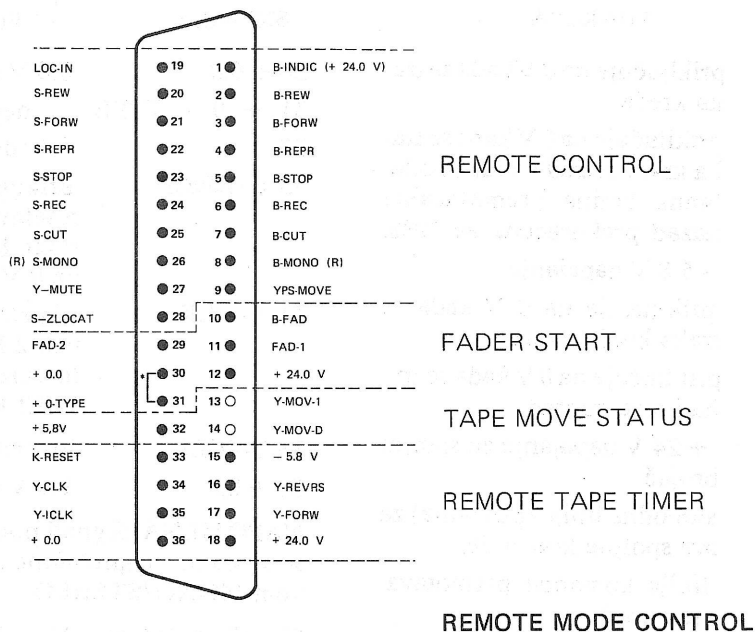 LOC-IN 19 1 B-INDIC (+ 24.0 V)
S-REW 20 2 B-REW
S-FORW 21 3 B-FORW
S-REPR 22 4 B-REPR
REMOTE CONTROL
S-STOP 23 5 B-STOP
S-REC 24 6 B-REC
S-CUT 25 7 B-CUT
(R) S-MONO 26 8 B-MONO (R)
Y–MUTE 27 9 YPS-MOVE
S–ZLOCAT 28 10 B-FAD
FAD-2 29 11 FAD-1
FADER START
+ 0.0 30 12 + 24.0 V
*
+ 0-TYPE 31 13 Y-MOV-1
TAPE MOVE STATUS
+ 5,8V 32 14 Y-MOV-D
K-RESET 33 15 – 5.8 V
Y-CLK 34 16 Y-REVRS
REMOTE TAPE TIMER
Y-ICLK 35 17 Y-FORW
+ 0.0 36 18 + 24.0 V
REMOTE MODE CONTROL